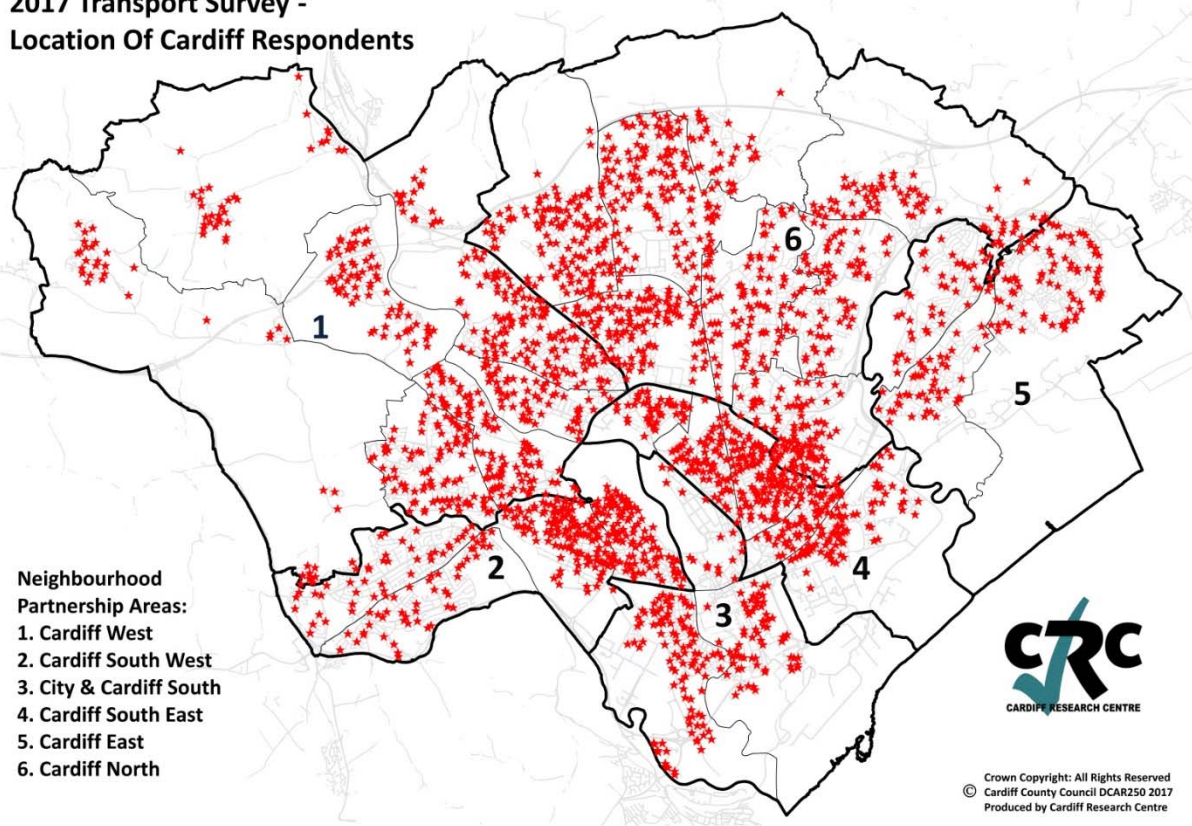 2017 Transport Survey -
Location Of Cardiff Respondents
6
1
5
2
4
3
Neighbourhood
Partnership Areas:
1. Cardiff West
2. Cardiff South West
3. City & Cardiff South
4. Cardiff South East
5. Cardiff East
6. Cardiff North
CRC
CARDIFF RESEARCH CENTRE
Crown Copyright: All Rights Reserved
© Cardiff County Council DCAR250 2017
Produced by Cardiff Research Centre